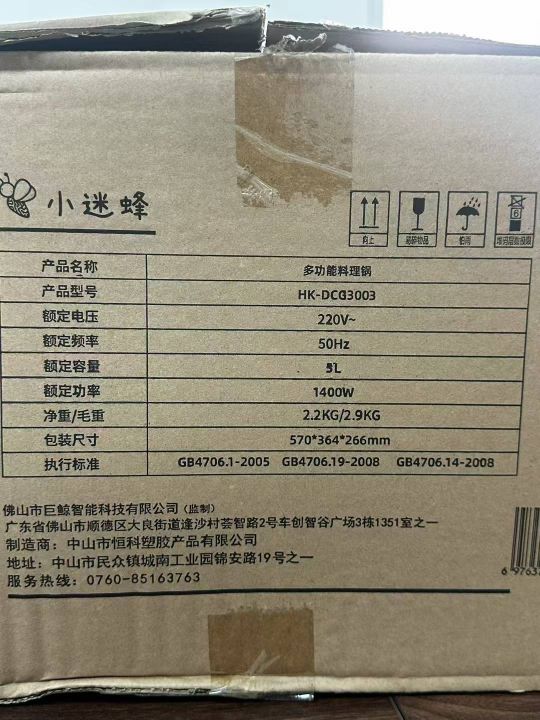 小迷蜂
向上 易碎物品 怕雨 6 堆码层数极限
产品名称 多功能料理锅
产品型号 HK-DCG3003
额定电压 220V~
额定频率 50Hz
额定容量 5L
额定功率 1400W
净重/毛重 2.2KG/2.9KG
包装尺寸 570*364*266mm
执行标准 GB4706.1-2005 GB4706.19-2008 GB4706.14-2008
佛山市巨鲸智能科技有限公司（监制）
广东省佛山市顺德区大良街道逢沙村荟智路2号车创智谷广场3栋1351室之一
制造商：中山市恒科塑胶产品有限公司
地址：中山市民众镇城南工业园锦安路19号之一
服务热线：0760-85163763
6 9763